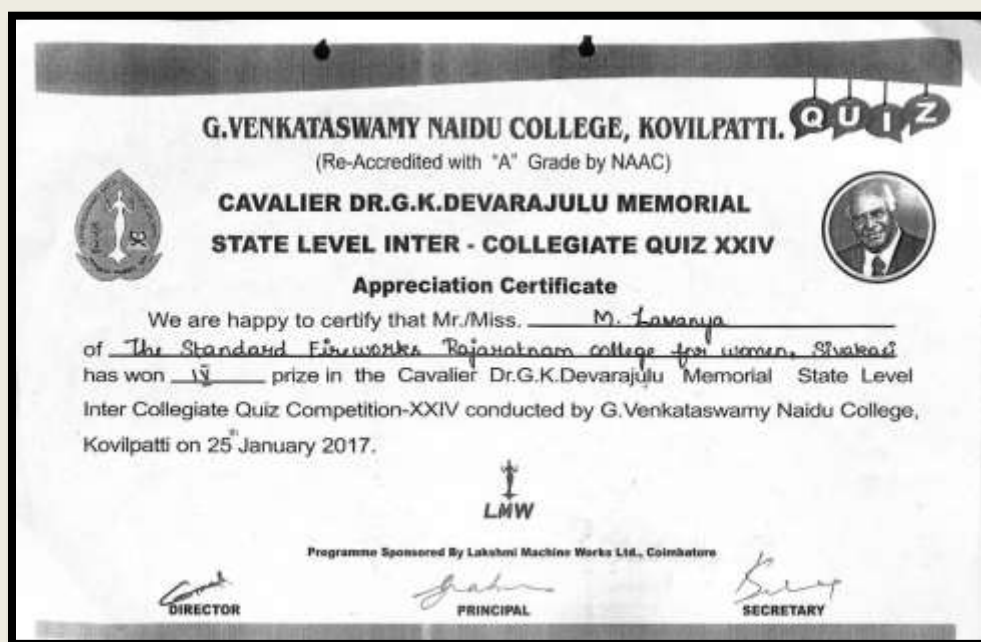 QUIZ
G.VENKATASWAMY NAIDU COLLEGE, KOVILPATTI.
(Re-Accredited with "A" Grade by NAAC)
CAVALIER DR.G.K.DEVARAJULU MEMORIAL
STATE LEVEL INTER - COLLEGIATE QUIZ XXIV
Appreciation Certificate
We are happy to certify that Mr./Miss. M. Lavanya
of The Standard Fireworks Rajaratnam college for women, Sivakasi
has won prize in the Cavalier Dr.G.K.Devarajulu Memorial State Level
Inter Collegiate Quiz Competition-XXIV conducted by G.Venkataswamy Naidu College,
Kovilpatti on 25th January 2017.
LMW
Programme Sponsored By Lakshmi Machine Works Ltd., Coimbatore
DIRECTOR PRINCIPAL SECRETARY